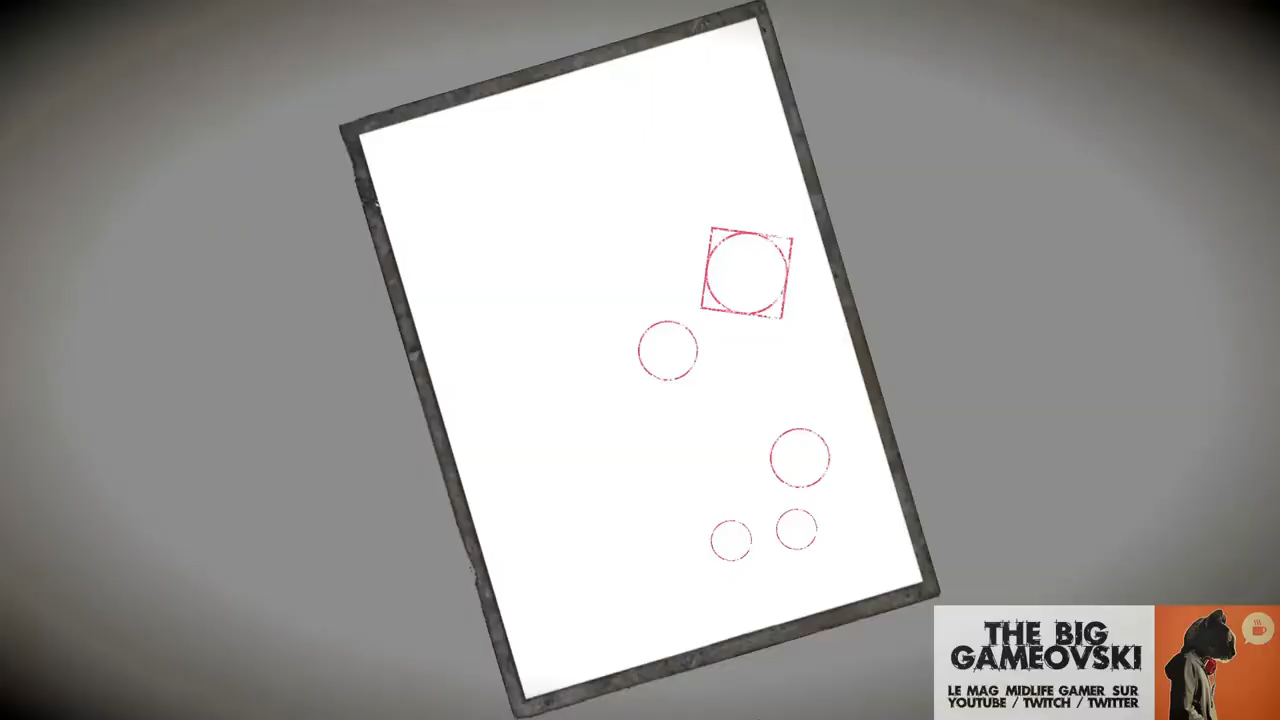 THE BIG
GAMEOVSKI
LE MAG MIDLIFE GAMER SUR
YOUTUBE / TWITCH / TWITTER